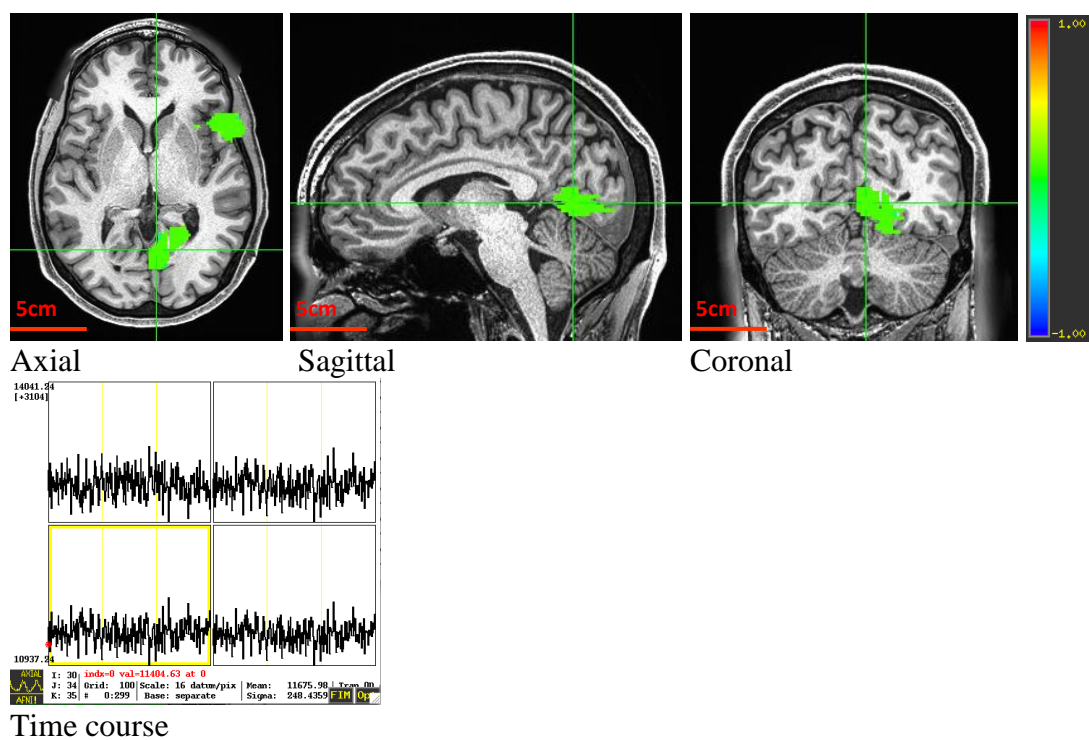 1.00
5cm 5cm 5cm -1.00
Axial Sagittal Coronal
14041.24
[+3104]
10937.24
AXIAL I: 30 indx=0 val=11404.63 at 0
J: 34 Grid: 100 Scale: 16 datum/pix Mean: 11675.98
AFNI! K: 35 # 0:299 Base: separate Sigma: 248.4359 FIM
Time course